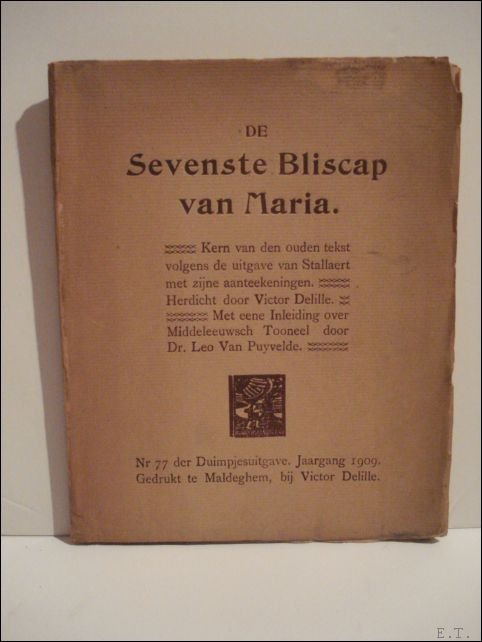 DE
Sevenste Bliscap
van Maria.
Kern van den ouden tekst
volgens de uitgave van Stallaert
met zijne aanteekeningen.
Herdicht door Victor Delille.
Met eene Inleiding over
Middeleeuwsch Tooneel door
Dr. Leo Van Puyvelde.
Nr 77 der Duimpjesuitgave. Jaargang 1909.
Gedrukt te Maldeghem, bij Victor Delille.
E.T.